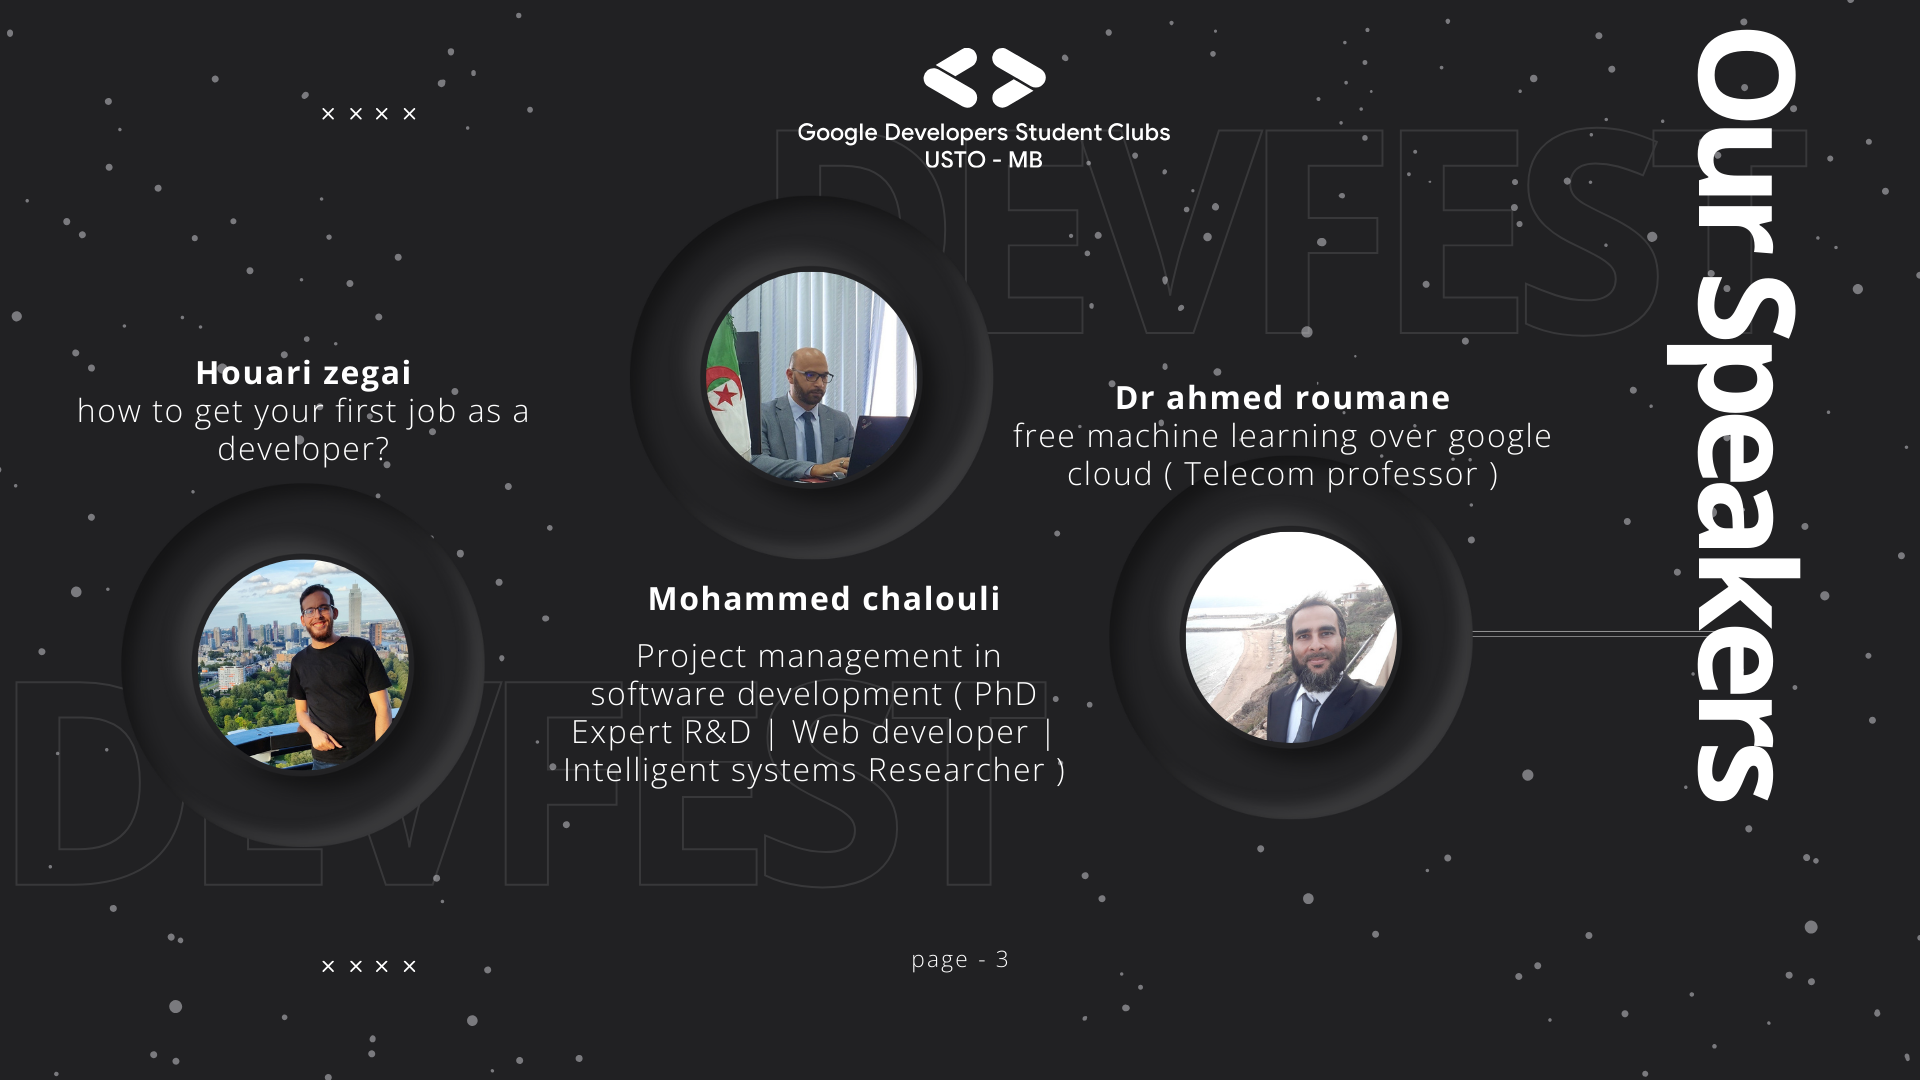 Google Developers Student Clubs
USTO - MB
Our Speakers
DEVFEST
Houari zegai
how to get your first job as a
developer?
Mohammed chalouli
Project management in
software development ( PhD
Expert R&D | Web developer |
Intelligent systems Researcher )
Dr ahmed roumane
free machine learning over google
cloud ( Telecom professor )
DEVFEST
page - 3